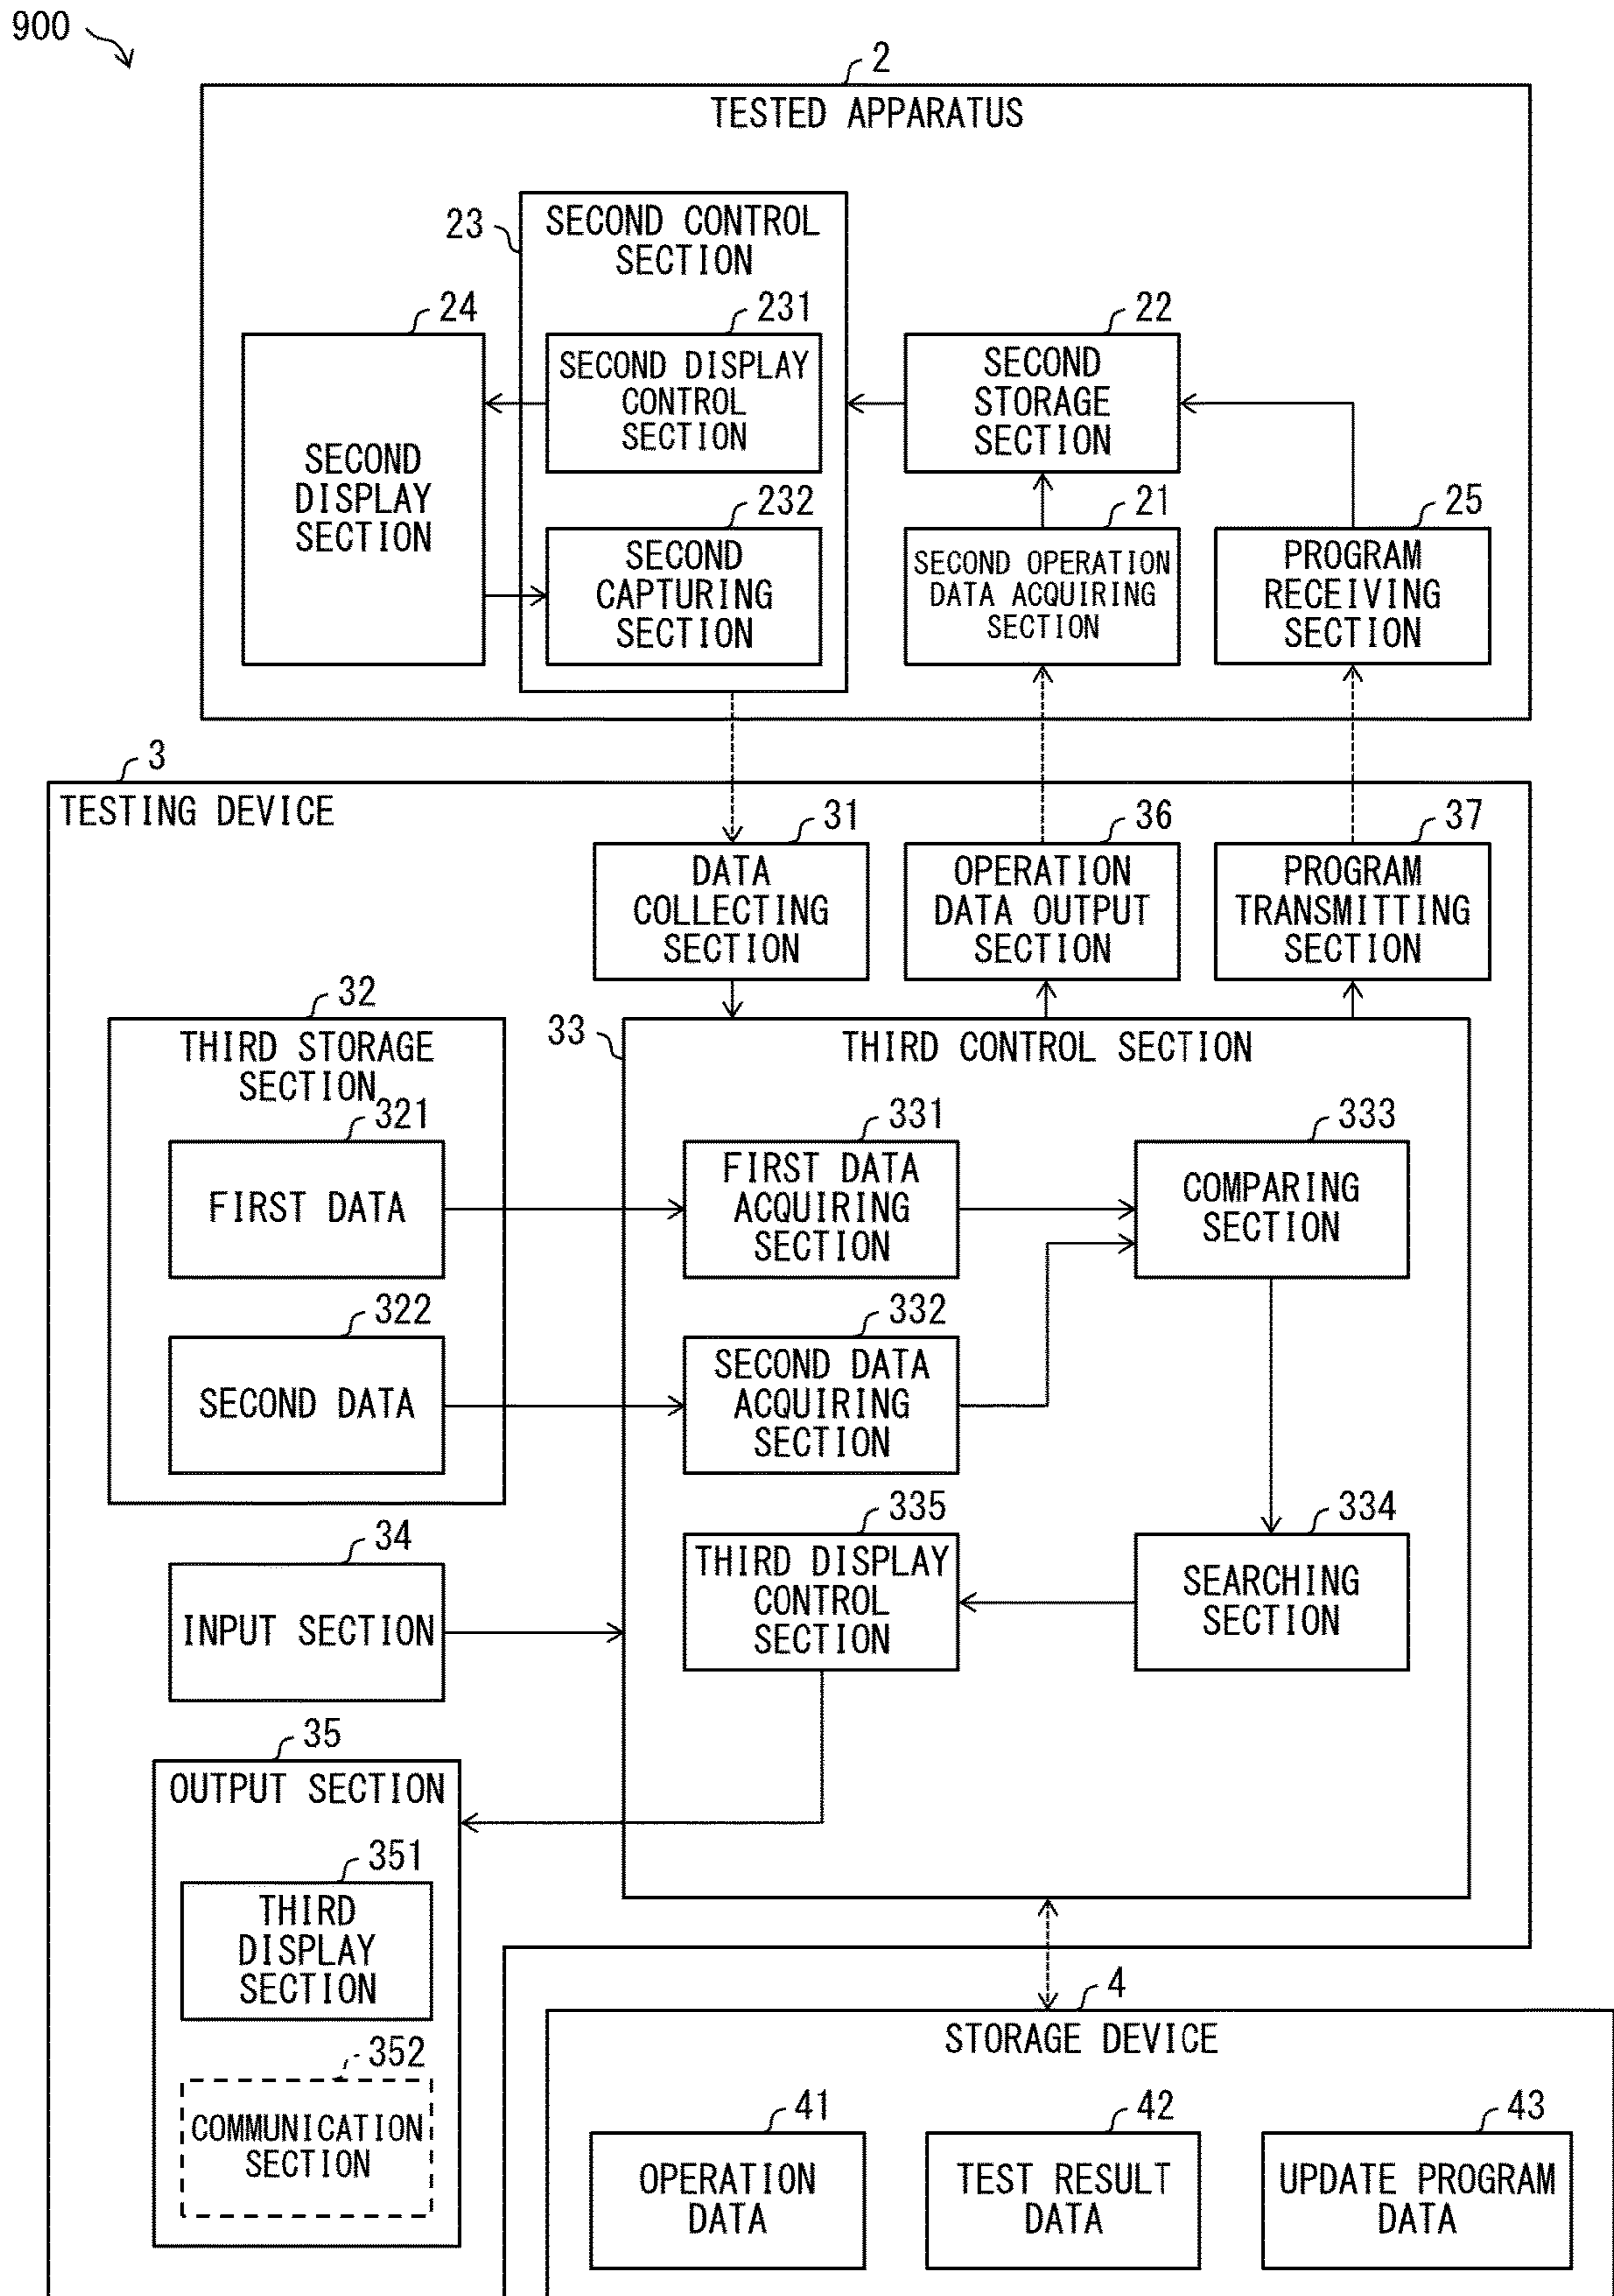 900
2
TESTED APPARATUS
23
SECOND CONTROL
SECTION
24
SECOND
DISPLAY
SECTION
231
SECOND DISPLAY
CONTROL
SECTION
232
SECOND
CAPTURING
SECTION
22
SECOND
STORAGE
SECTION
21
SECOND OPERATION
DATA ACQUIRING
SECTION
25
PROGRAM
RECEIVING
SECTION
3
TESTING DEVICE
31
DATA
COLLECTING
SECTION
36
OPERATION
DATA OUTPUT
SECTION
37
PROGRAM
TRANSMITTING
SECTION
32
THIRD STORAGE
SECTION
321
FIRST DATA
322
SECOND DATA
33
THIRD CONTROL SECTION
331
FIRST DATA
ACQUIRING
SECTION
333
COMPARING
SECTION
332
SECOND DATA
ACQUIRING
SECTION
335
THIRD DISPLAY
CONTROL
SECTION
334
SEARCHING
SECTION
34
INPUT SECTION
35
OUTPUT SECTION
351
THIRD
DISPLAY
SECTION
352
COMMUNICATION
SECTION
4
STORAGE DEVICE
41
OPERATION
DATA
42
TEST RESULT
DATA
43
UPDATE PROGRAM
DATA